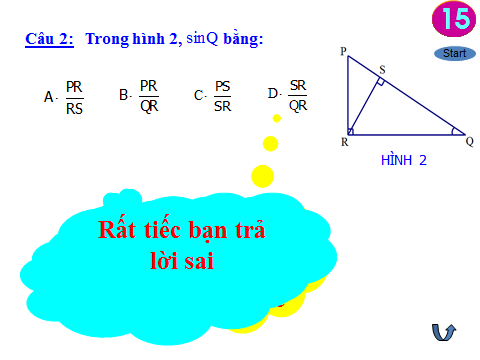 15
Start
Câu 2: Trong hình 2, sinQ bằng:
A. PR/RS B. PR/QR C. PS/SR D. SR/QR
P
S
R
Q
HÌNH 2
Rất tiếc bạn trả
lời sai